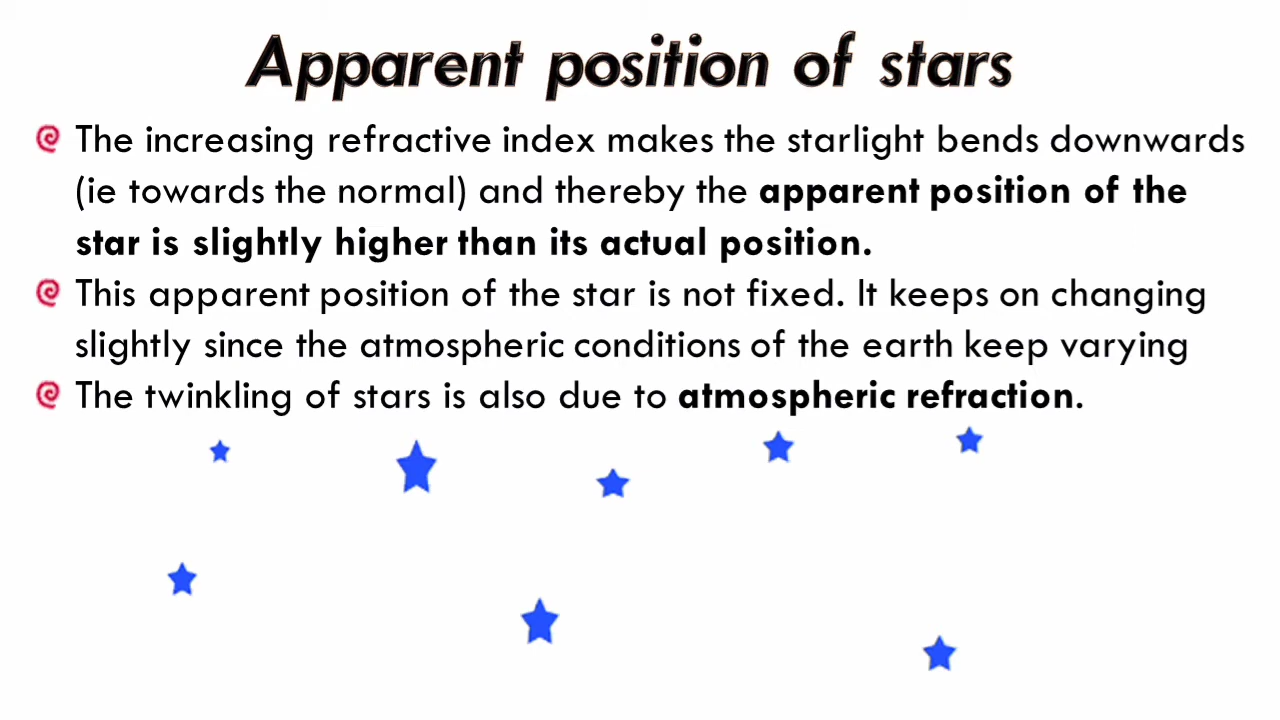 Apparent position of stars
The increasing refractive index makes the starlight bends downwards
(ie towards the normal) and thereby the apparent position of the
star is slightly higher than its actual position.
This apparent position of the star is not fixed. It keeps on changing
slightly since the atmospheric conditions of the earth keep varying
The twinkling of stars is also due to atmospheric refraction.